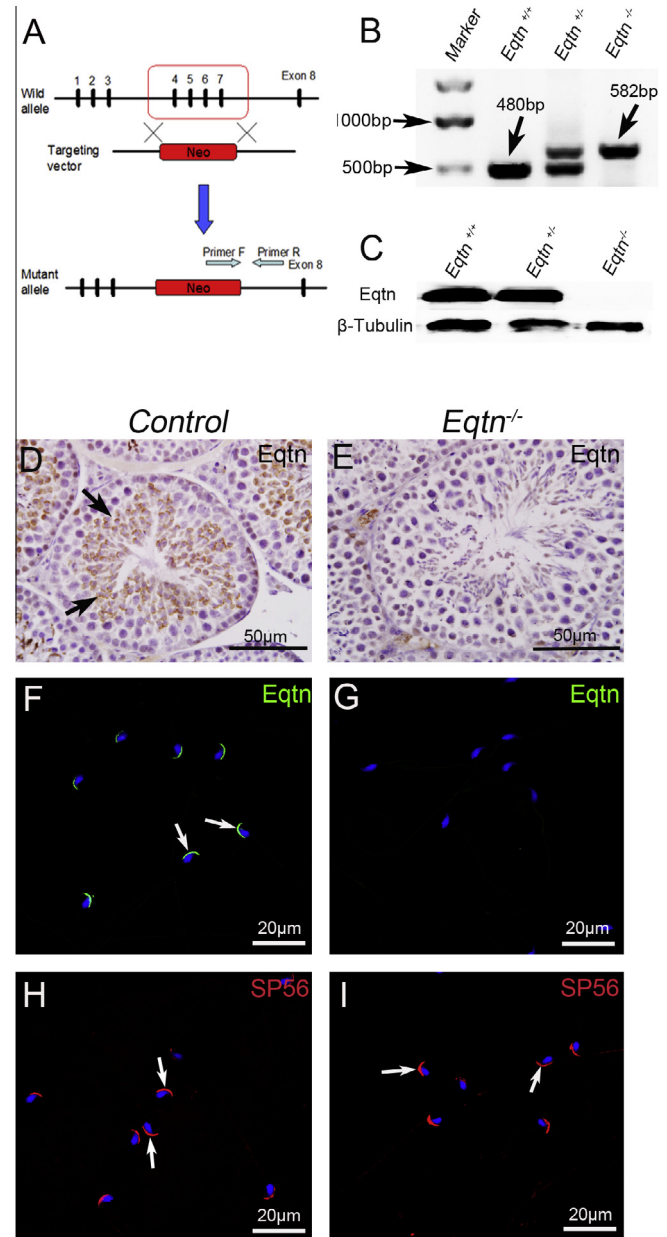 A
1 2 3 4 5 6 7 Exon 8
Wild
allele
Targeting
vector
Neo
Primer F Primer R
Exon 8
Mutant
allele
Neo
B
Marker Eqtn +/+ Eqtn +/- Eqtn -/-
1000bp
480bp
582bp
500bp
C
Eqtn+/+ Eqtn+/- Eqtn-/-
Eqtn
β-Tubulin
Control Eqtn-/-
D Eqtn
50µm
E Eqtn
50µm
F Eqtn
20µm
G Eqtn
20µm
H SP56
20µm
I SP56
20µm